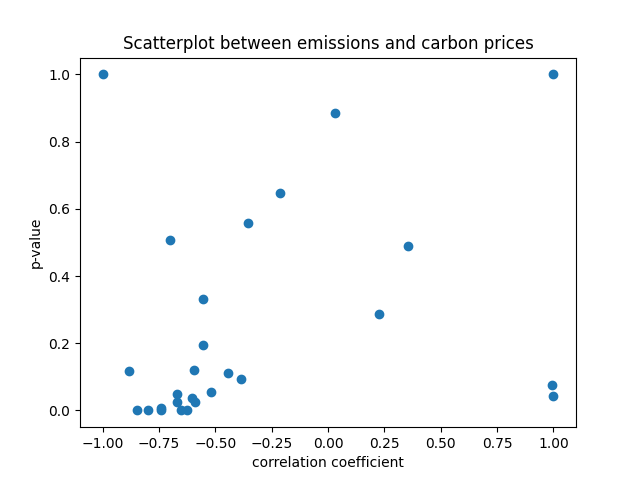 Scatterplot between emissions and carbon prices
1.0
0.8
0.6
0.4
0.2
0.0
p-value
−1.00 −0.75 −0.50 −0.25 0.00 0.25 0.50 0.75 1.00
correlation coefficient